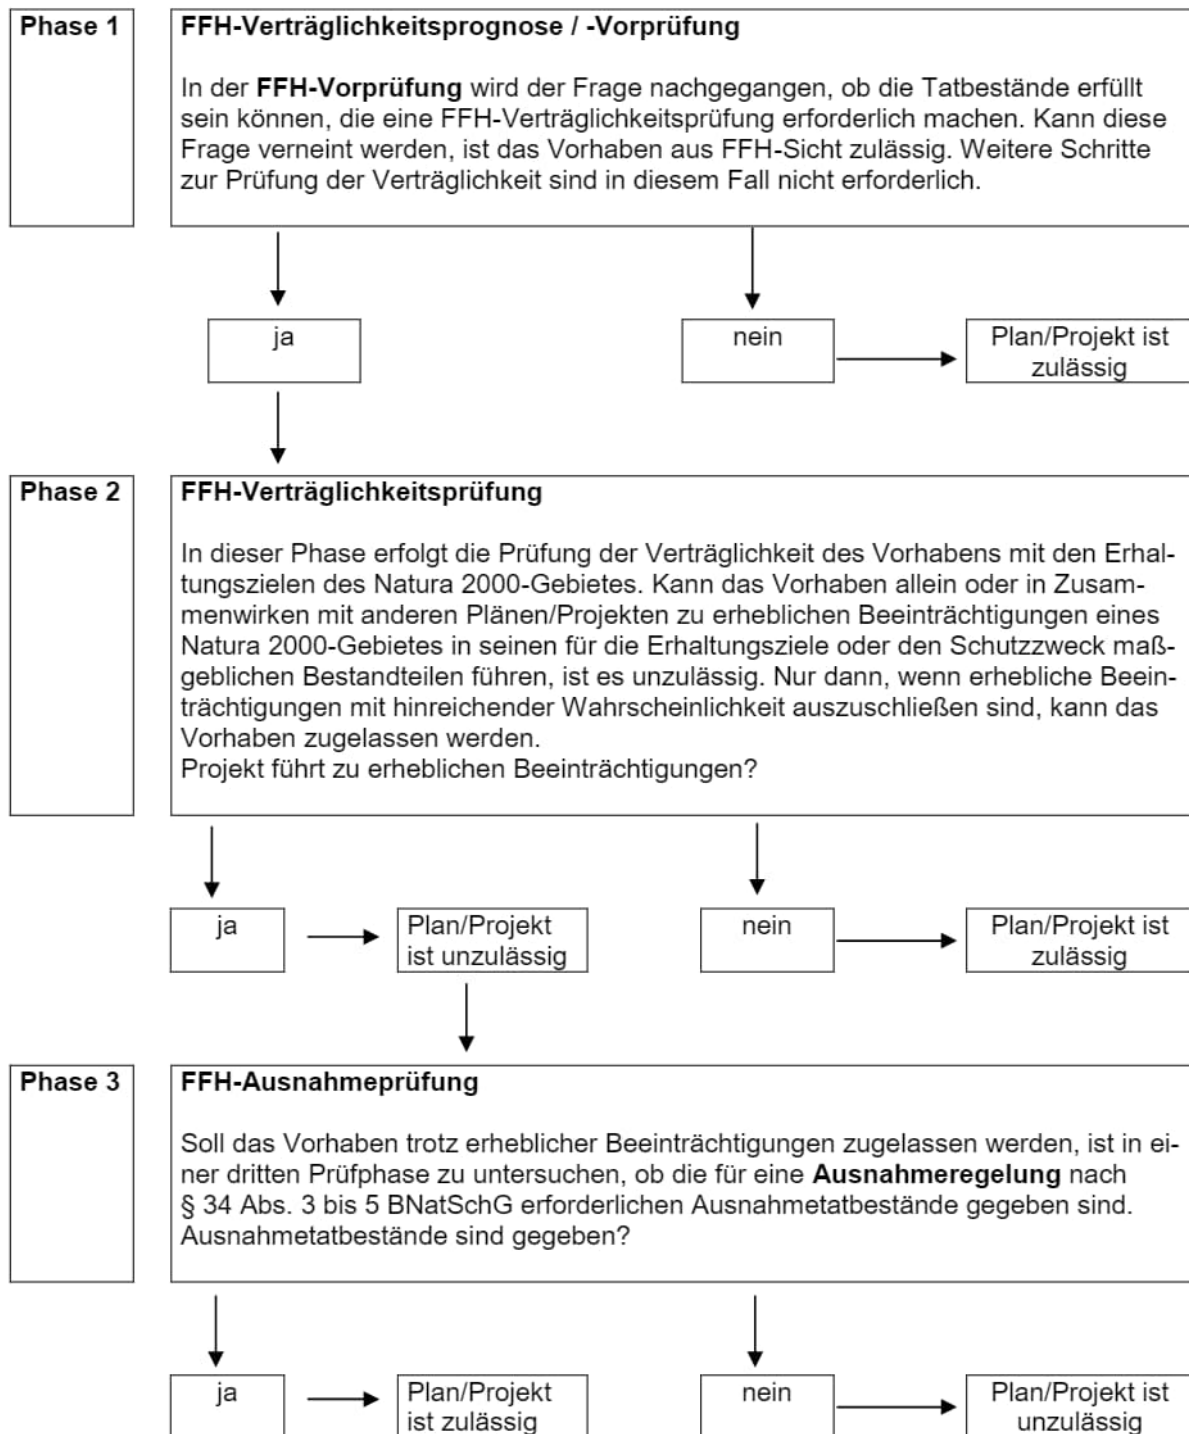 Phase 1
FFH-Verträglichkeitsprognose / -Vorprüfung
In der FFH-Vorprüfung wird der Frage nachgegangen, ob die Tatbestände erfüllt
sein können, die eine FFH-Verträglichkeitsprüfung erforderlich machen. Kann diese
Frage verneint werden, ist das Vorhaben aus FFH-Sicht zulässig. Weitere Schritte
zur Prüfung der Verträglichkeit sind in diesem Fall nicht erforderlich.
ja
nein
Plan/Projekt ist
zulässig
Phase 2
FFH-Verträglichkeitsprüfung
In dieser Phase erfolgt die Prüfung der Verträglichkeit des Vorhabens mit den Erhal-
tungszielen des Natura 2000-Gebietes. Kann das Vorhaben allein oder in Zusam-
menwirken mit anderen Plänen/Projekten zu erheblichen Beeinträchtigungen eines
Natura 2000-Gebietes in seinen für die Erhaltungsziele oder den Schutzzweck maß-
geblichen Bestandteilen führen, ist es unzulässig. Nur dann, wenn erhebliche Beein-
trächtigungen mit hinreichender Wahrscheinlichkeit auszuschließen sind, kann das
Vorhaben zugelassen werden.
Projekt führt zu erheblichen Beeinträchtigungen?
ja
Plan/Projekt
ist unzulässig
nein
Plan/Projekt ist
zulässig
Phase 3
FFH-Ausnahmeprüfung
Soll das Vorhaben trotz erheblicher Beeinträchtigungen zugelassen werden, ist in ei-
ner dritten Prüfphase zu untersuchen, ob die für eine Ausnahmeregelung nach
§ 34 Abs. 3 bis 5 BNatSchG erforderlichen Ausnahmetatbestände gegeben sind.
Ausnahmetatbestände sind gegeben?
ja
Plan/Projekt
ist zulässig
nein
Plan/Projekt ist
unzulässig